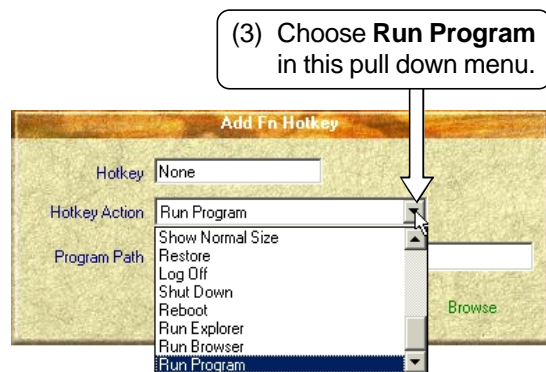 (3) Choose Run Program
in this pull down menu.
Add Fn Hotkey
Hotkey None
Hotkey Action Run Program
Show Normal Size
Program Path Restore
Log Off
Shut Down
Reboot
Browse
Run Explorer
Run Browser
Run Program